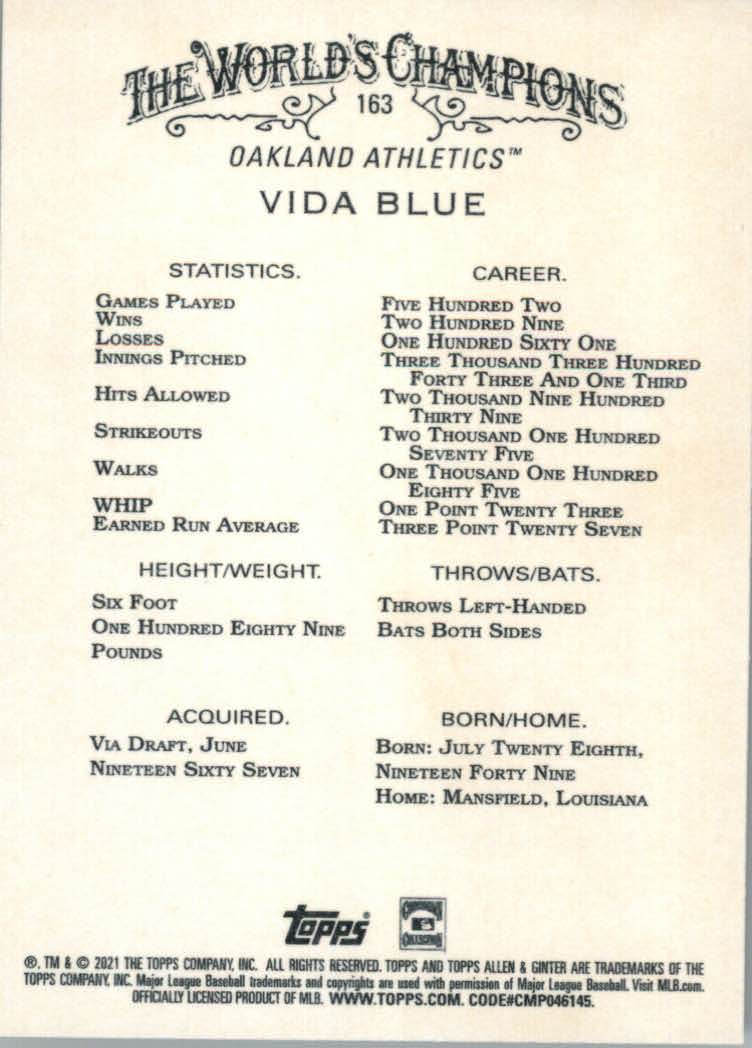 THE WORLD'S CHAMPIONS
163
OAKLAND ATHLETICS™
VIDA BLUE
STATISTICS.
GAMES PLAYED
WINS
LOSSES
INNINGS PITCHED
HITS ALLOWED
STRIKEOUTS
WALKS
WHIP
EARNED RUN AVERAGE
CAREER.
FIVE HUNDRED TWO
TWO HUNDRED NINE
ONE HUNDRED SIXTY ONE
THREE THOUSAND THREE HUNDRED
FORTY THREE AND ONE THIRD
TWO THOUSAND NINE HUNDRED
THIRTY NINE
TWO THOUSAND ONE HUNDRED
SEVENTY FIVE
ONE THOUSAND ONE HUNDRED
EIGHTY FIVE
ONE POINT TWENTY THREE
THREE POINT TWENTY SEVEN
HEIGHT/WEIGHT.
SIX FOOT
ONE HUNDRED EIGHTY NINE
POUNDS
THROWS/BATS.
THROWS LEFT-HANDED
BATS BOTH SIDES
ACQUIRED.
VIA DRAFT, JUNE
NINETEEN SIXTY SEVEN
BORN/HOME.
BORN: JULY TWENTY EIGHTH,
NINETEEN FORTY NINE
HOME: MANSFIELD, LOUISIANA
Topps®
COOPERSTOWN
COLLECTION
®, TM & © 2021 THE TOPPS COMPANY, INC. ALL RIGHTS RESERVED. TOPPS AND TOPPS ALLEN & GINTER ARE TRADEMARKS OF THE
TOPPS COMPANY, INC. Major League Baseball trademarks and copyrights are used with permission of Major League Baseball. Visit MLB.com.
OFFICIALLY LICENSED PRODUCT OF MLB. WWW.TOPPS.COM. CODE#CMP046145.